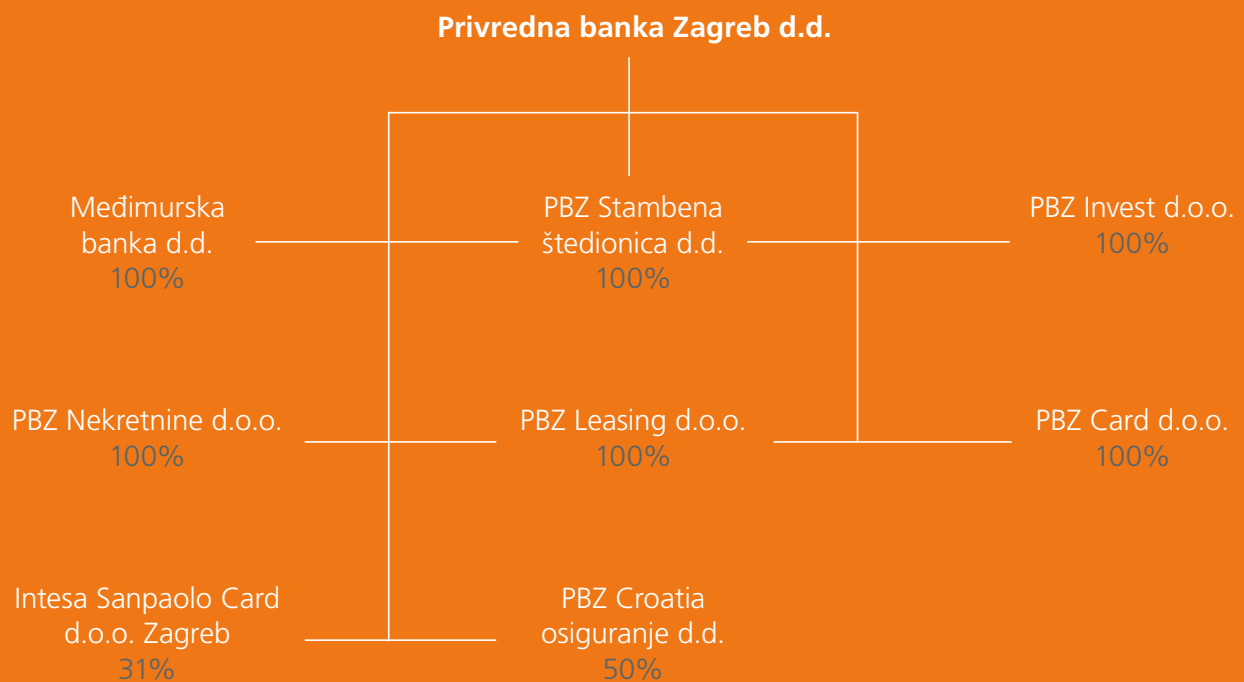 Privredna banka Zagreb d.d.
Međimurska
banka d.d.
100%
PBZ Stambena
štedionica d.d.
100%
PBZ Invest d.o.o.
100%
PBZ Nekretnine d.o.o.
100%
PBZ Leasing d.o.o.
100%
PBZ Card d.o.o.
100%
Intesa Sanpaolo Card
d.o.o. Zagreb
31%
PBZ Croatia
osiguranje d.d.
50%